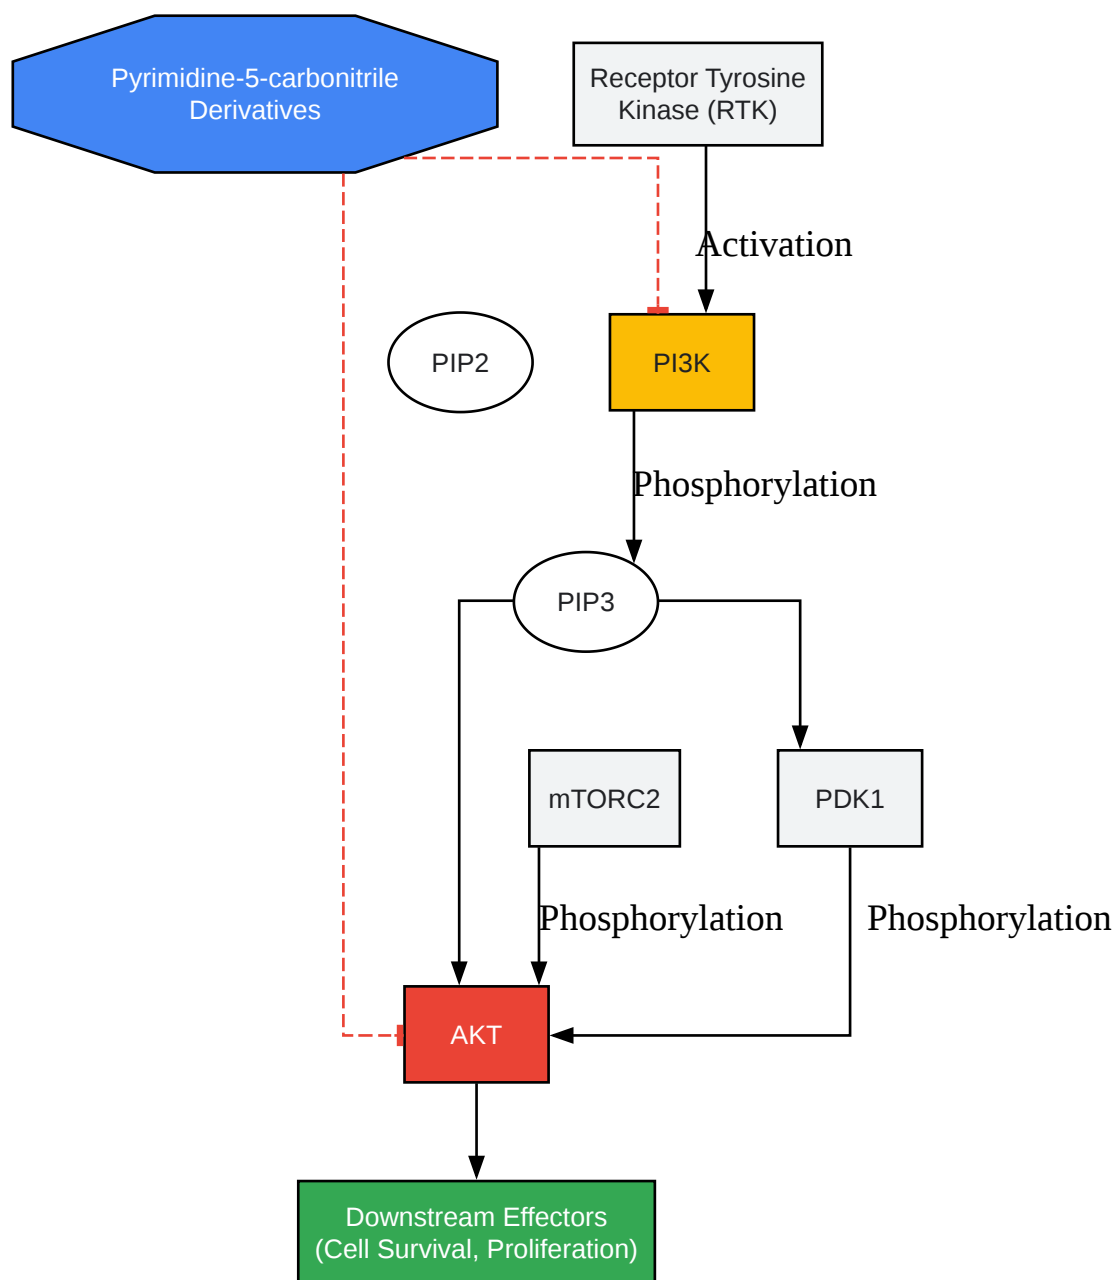 Pyrimidine-5-carbonitrile
Derivatives
Receptor Tyrosine
Kinase (RTK)
Activation
PIP2
PI3K
Phosphorylation
PIP3
mTORC2
PDK1
Phosphorylation
Phosphorylation
AKT
Downstream Effectors
(Cell Survival, Proliferation)